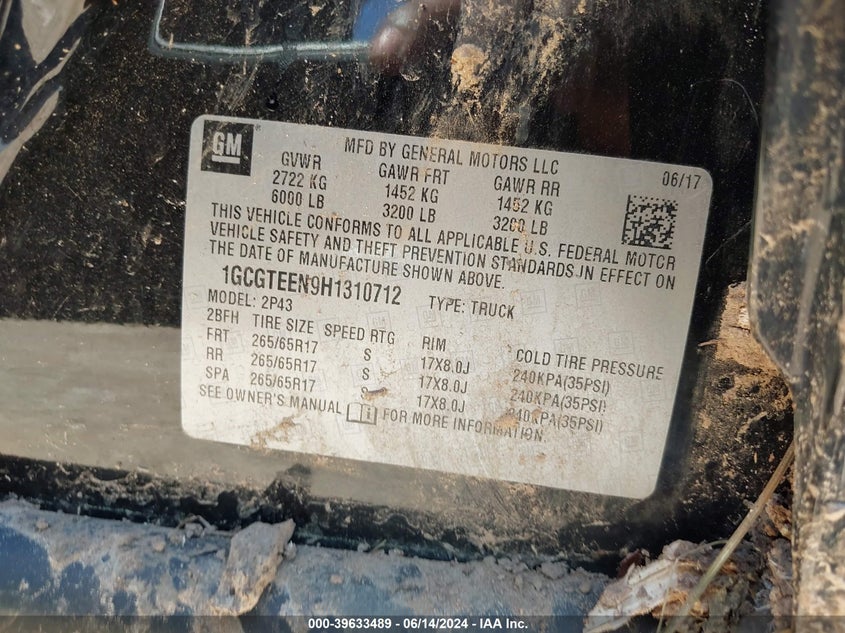 GM
MFD BY GENERAL MOTORS LLC
06/17
GVWR GAWR FRT GAWR RR
2722 KG 1452 KG 1452 KG
6000 LB 3200 LB 3200 LB
THIS VEHICLE CONFORMS TO ALL APPLICABLE U.S. FEDERAL MOTOR
VEHICLE SAFETY AND THEFT PREVENTION STANDARDS IN EFFECT ON
THE DATE OF MANUFACTURE SHOWN ABOVE.
1GCGTEEN9H1310712 TYPE: TRUCK
MODEL: 2P43
2BFH TIRE SIZE SPEED RTG RIM COLD TIRE PRESSURE
FRT 265/65R17 S 17X8.0J 240KPA(35PSI)
RR 265/65R17 S 17X8.0J 240KPA(35PSI)
SPA 265/65R17 S 17X8.0J 240KPA(35PSI)
SEE OWNER'S MANUAL FOR MORE INFORMATION.
000-39633489 - 06/14/2024 - IAA Inc.